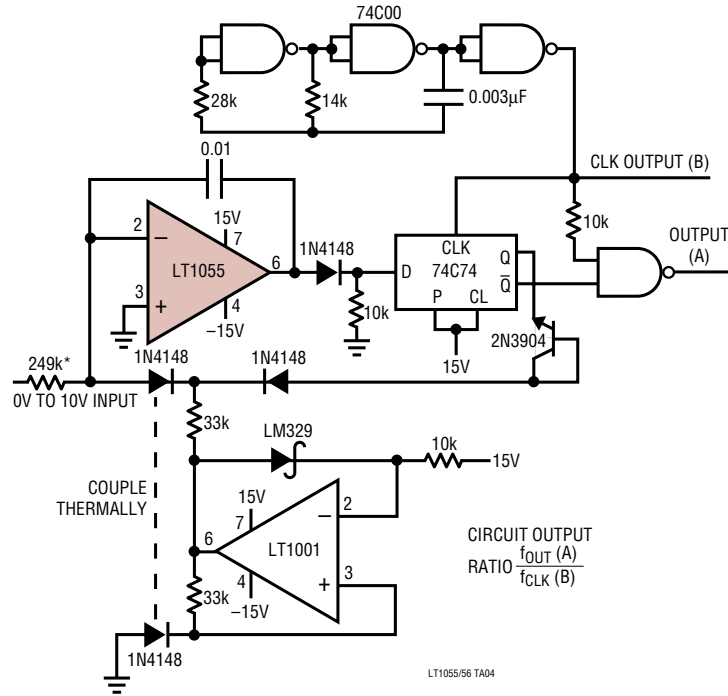 74C00
28k
14k
0.003µF
0.01
CLK OUTPUT (B)
10k
OUTPUT
(A)
2
15V
7
–
LT1055
6
3
+
4
–15V
1N4148
10k
D
CLK
74C74
Q
Q̅
P
CL
15V
2N3904
249k*
1N4148
1N4148
0V TO 10V INPUT
33k
LM329
10k
15V
COUPLE
THERMALLY
15V
7
2
–
6
LT1001
3
+
4
–15V
33k
CIRCUIT OUTPUT
RATIO fOUT (A)
fCLK (B)
1N4148
LT1055/56 TA04